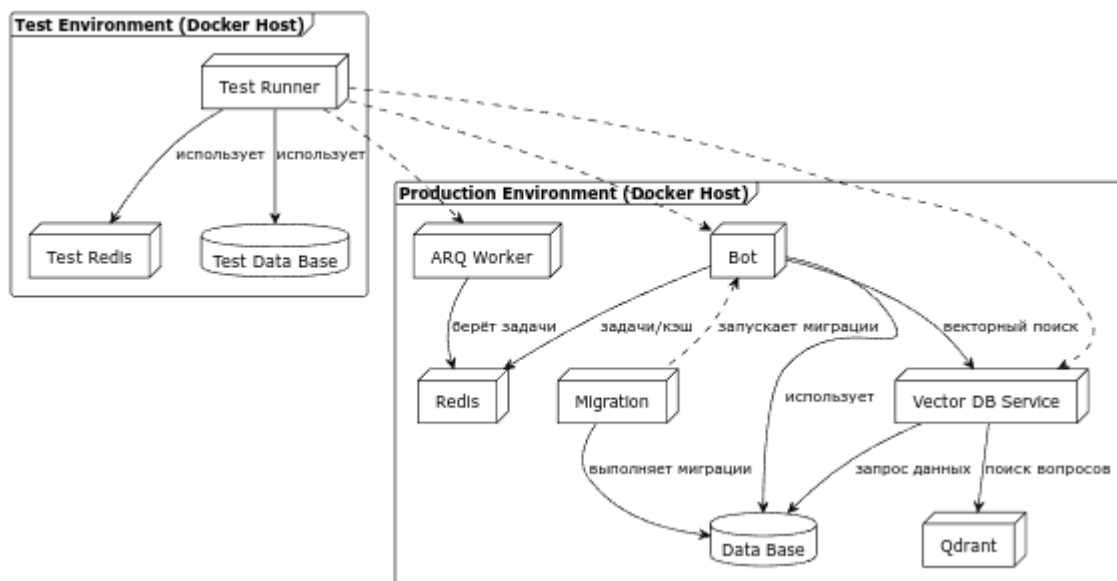 Test Environment (Docker Host)
Test Runner
использует
использует
Production Environment (Docker Host)
Test Redis
Test Data Base
ARQ Worker
Bot
берёт задачи
задачи/кэш
запускает миграции
векторный поиск
Redis
Migration
использует
Vector DB Service
выполняет миграции
запрос данных
поиск вопросов
Data Base
Qdrant